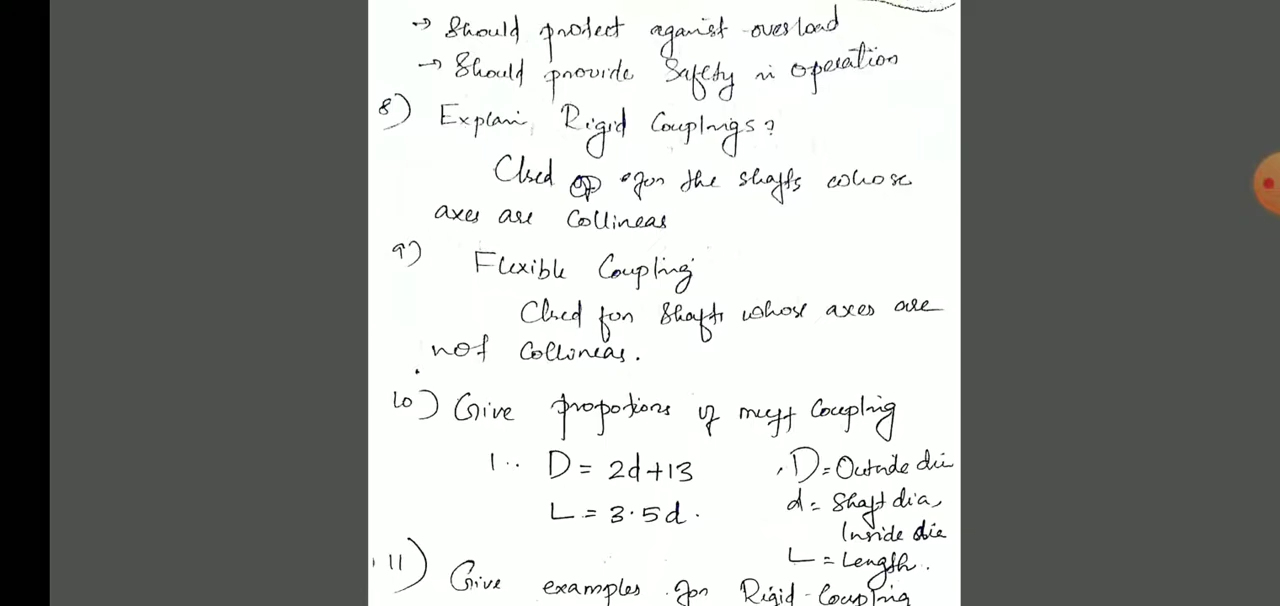 → Should protect against overload
→ Should provide Safety in operation
8) Explain Rigid Couplings?
Used for the shafts whose
axes are Collinear
9) Flexible Coupling
Used for shafts whose axes are
not Collinear.
10) Give proportions of muff Coupling
1.. D = 2d+13 , D = Outside dia
L = 3.5d. d = Shaft dia,
Inside dia
L = Length.
11) Give examples for Rigid-Coupling